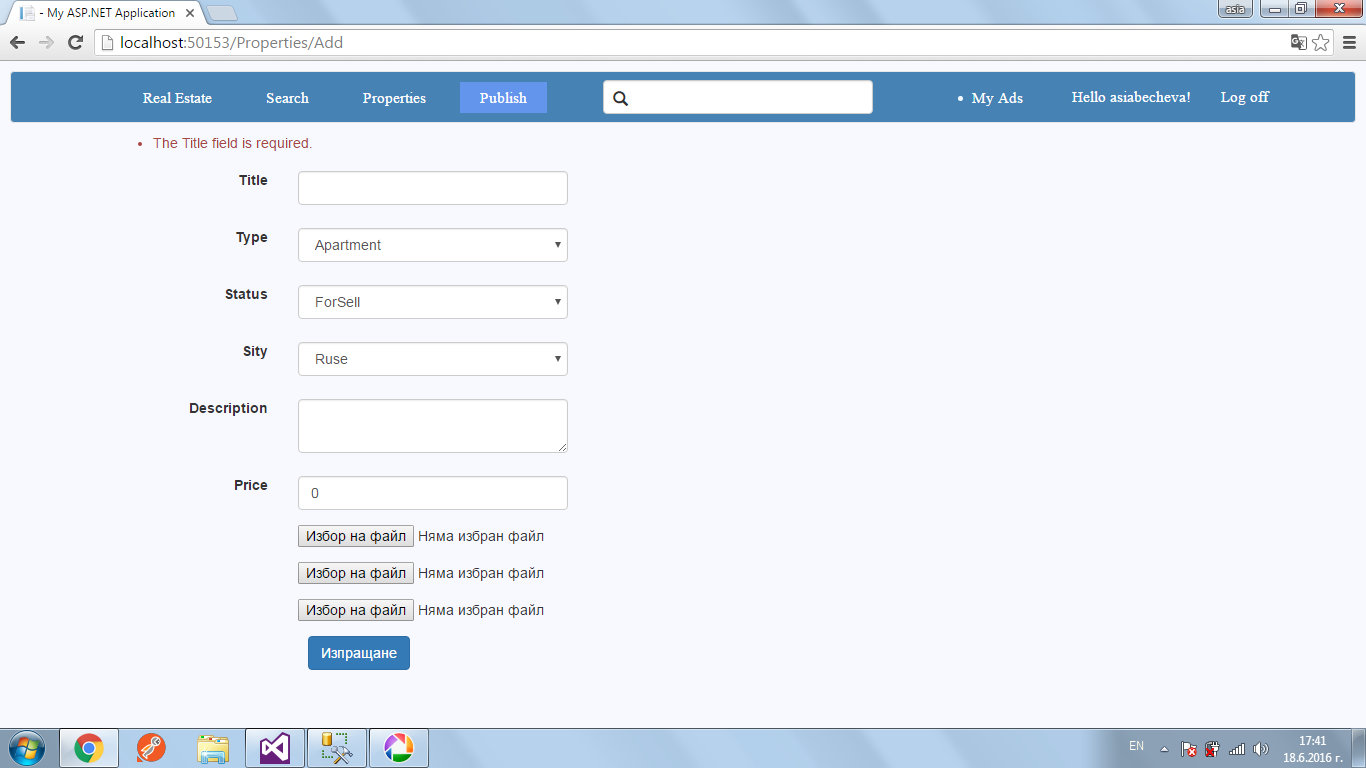 - My ASP.NET Application
asia
localhost:50153/Properties/Add
Real Estate Search Properties Publish My Ads Hello asiabecheva! Log off
The Title field is required.
Title
Type Apartment
Status ForSell
Sity Ruse
Description
Price 0
Избор на файл Няма избран файл
Избор на файл Няма избран файл
Избор на файл Няма избран файл
Изпращане
EN 17:41
18.6.2016 г.